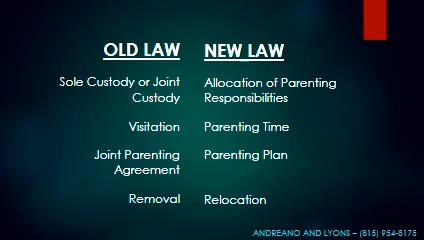 OLD LAW
Sole Custody or Joint
Custody
Visitation
Joint Parenting
Agreement
Removal
NEW LAW
Allocation of Parenting
Responsibilities
Parenting Time
Parenting Plan
Relocation
ANDREANO AND LYONS – (815) 954-8175